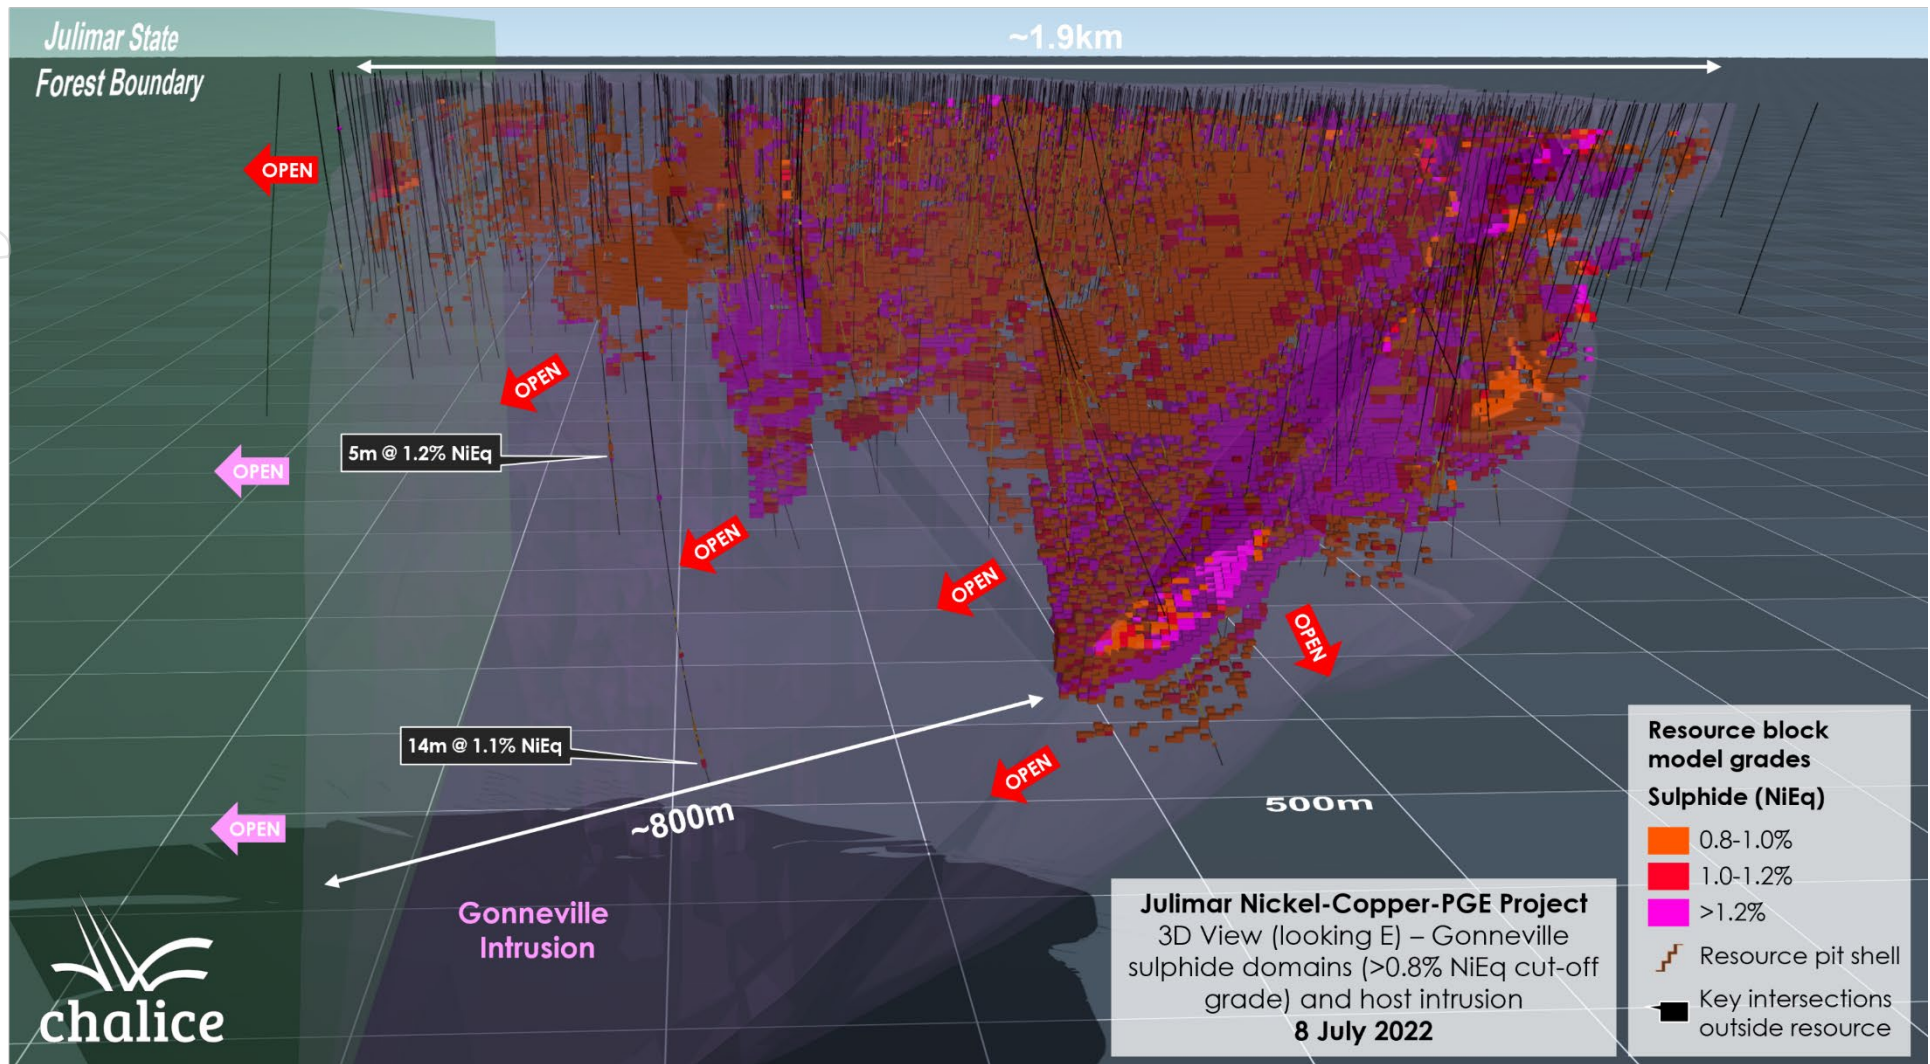 Julimar State
Forest Boundary
~1.9km
OPEN
OPEN
5m @ 1.2% NiEq
OPEN
OPEN
OPEN
OPEN
14m @ 1.1% NiEq
OPEN
OPEN
~800m
500m
Gonneville
Intrusion
chalice
Julimar Nickel-Copper-PGE Project
3D View (looking E) – Gonneville
sulphide domains (>0.8% NiEq cut-off
grade) and host intrusion
8 July 2022
Resource block
model grades
Sulphide (NiEq)
0.8-1.0%
1.0-1.2%
>1.2%
Resource pit shell
Key intersections
outside resource